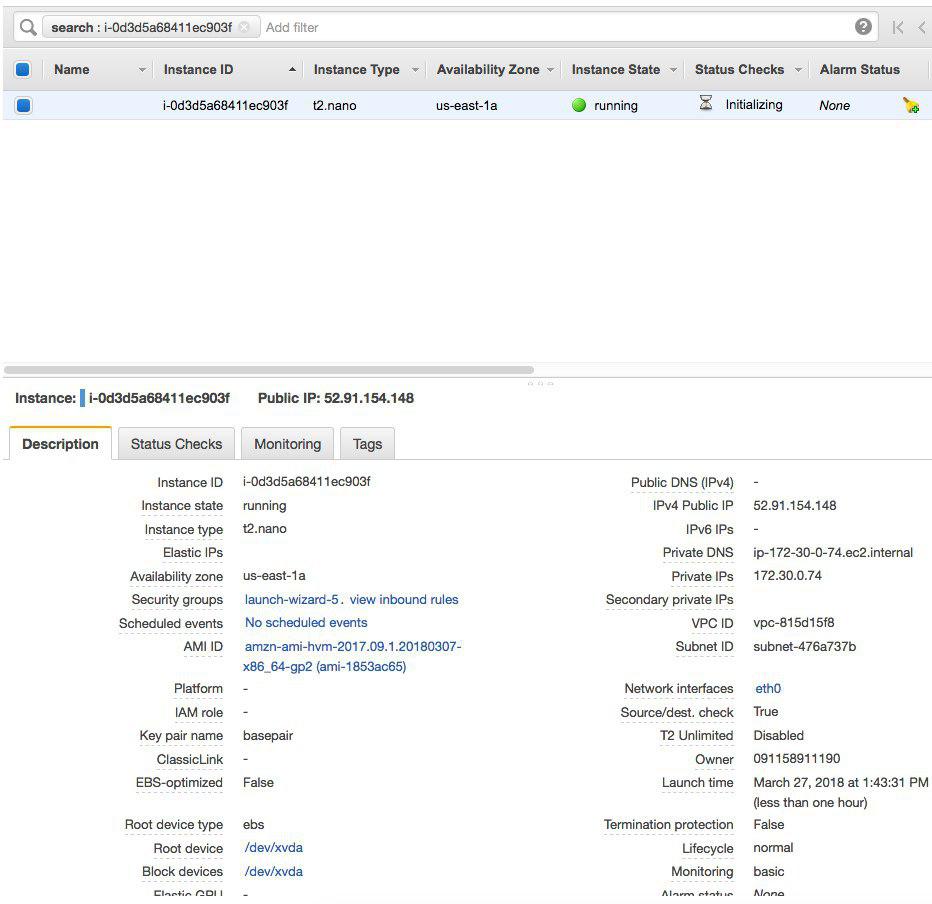 search : i-0d3d5a68411ec903f Add filter
Name Instance ID Instance Type Availability Zone Instance State Status Checks Alarm Status
i-0d3d5a68411ec903f t2.nano us-east-1a running Initializing None
Instance: i-0d3d5a68411ec903f Public IP: 52.91.154.148
Description Status Checks Monitoring Tags
Instance ID i-0d3d5a68411ec903f Public DNS (IPv4) -
Instance state running IPv4 Public IP 52.91.154.148
Instance type t2.nano IPv6 IPs -
Elastic IPs Private DNS ip-172-30-0-74.ec2.internal
Availability zone us-east-1a Private IPs 172.30.0.74
Security groups launch-wizard-5. view inbound rules Secondary private IPs
Scheduled events No scheduled events VPC ID vpc-815d15f8
AMI ID amzn-ami-hvm-2017.09.1.20180307- Subnet ID subnet-476a737b
x86_64-gp2 (ami-1853ac65)
Platform - Network interfaces eth0
IAM role - Source/dest. check True
Key pair name basepair T2 Unlimited Disabled
ClassicLink - Owner 091158911190
EBS-optimized False Launch time March 27, 2018 at 1:43:31 PM
(less than one hour)
Root device type ebs Termination protection False
Root device /dev/xvda Lifecycle normal
Block devices /dev/xvda Monitoring basic
Elastic GPU - Alarm status None